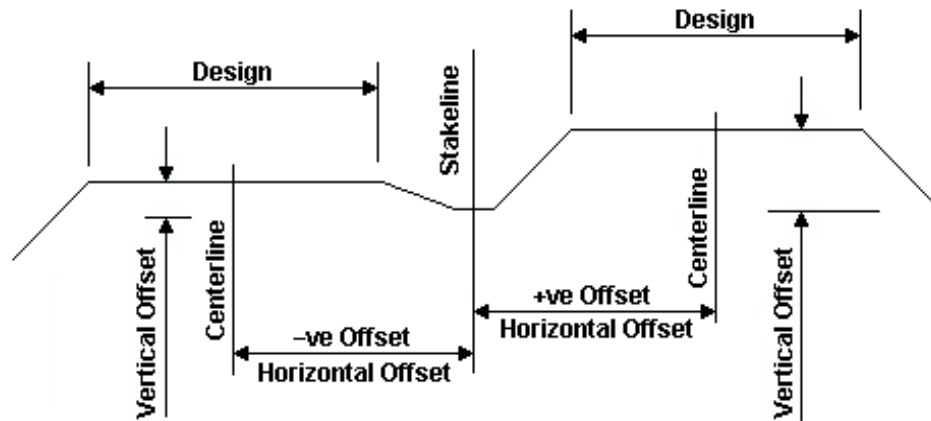 Design
Design
Stakeline
Centerline
Centerline
Vertical Offset
Vertical Offset
+ve Offset
Horizontal Offset
–ve Offset
Horizontal Offset